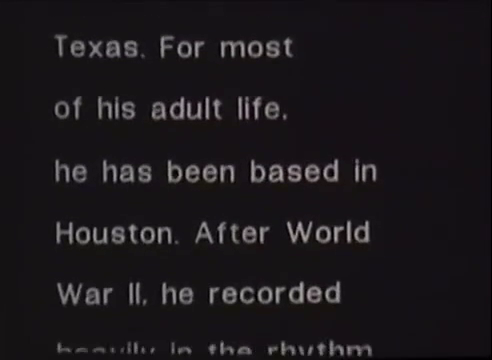 Texas. For most
of his adult life,
he has been based in
Houston. After World
War II, he recorded
heavily in the rhythm